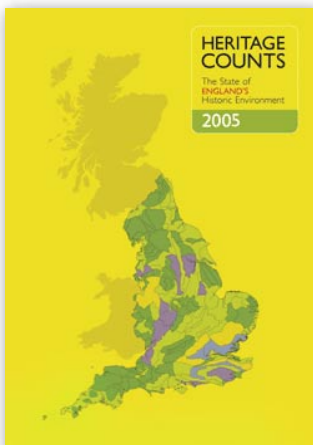 HERITAGE
COUNTS
The State of
ENGLAND'S
Historic Environment
2005